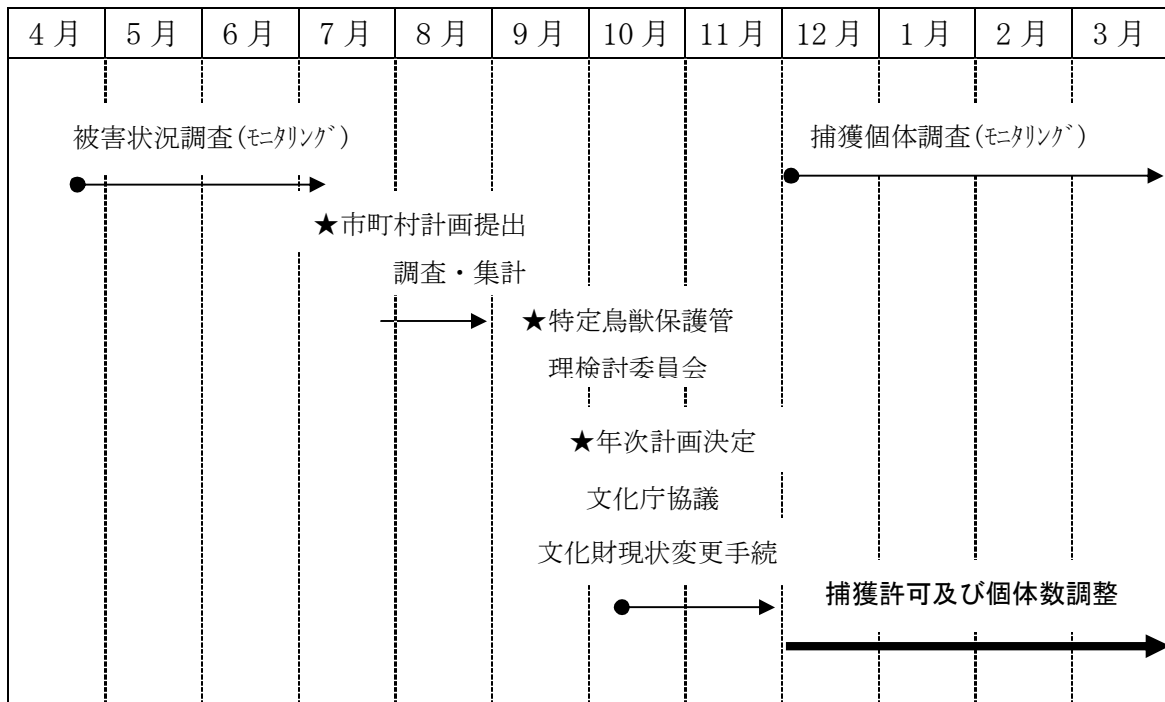 4月 5月 6月 7月 8月 9月 10月 11月 12月 1月 2月 3月
被害状況調査(ﾓﾆﾀﾘﾝｸﾞ)
捕獲個体調査(ﾓﾆﾀﾘﾝｸﾞ)
★市町村計画提出
調査・集計
★特定鳥獣保護管
理検討委員会
★年次計画決定
文化庁協議
文化財現状変更手続
捕獲許可及び個体数調整